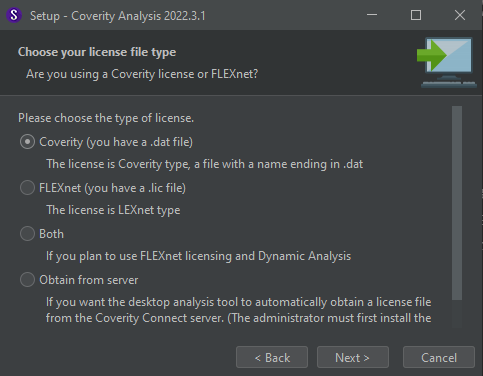 S Setup - Coverity Analysis 2022.3.1
Choose your license file type
Are you using a Coverity license or FLEXnet?
Please choose the type of license.
Coverity (you have a .dat file)
The license is Coverity type, a file with a name ending in .dat
FLEXnet (you have a .lic file)
The license is LEXnet type
Both
If you plan to use FLEXnet licensing and Dynamic Analysis
Obtain from server
If you want the desktop analysis tool to automatically obtain a license file
from the Coverity Connect server. (The administrator must first install the
< Back Next > Cancel